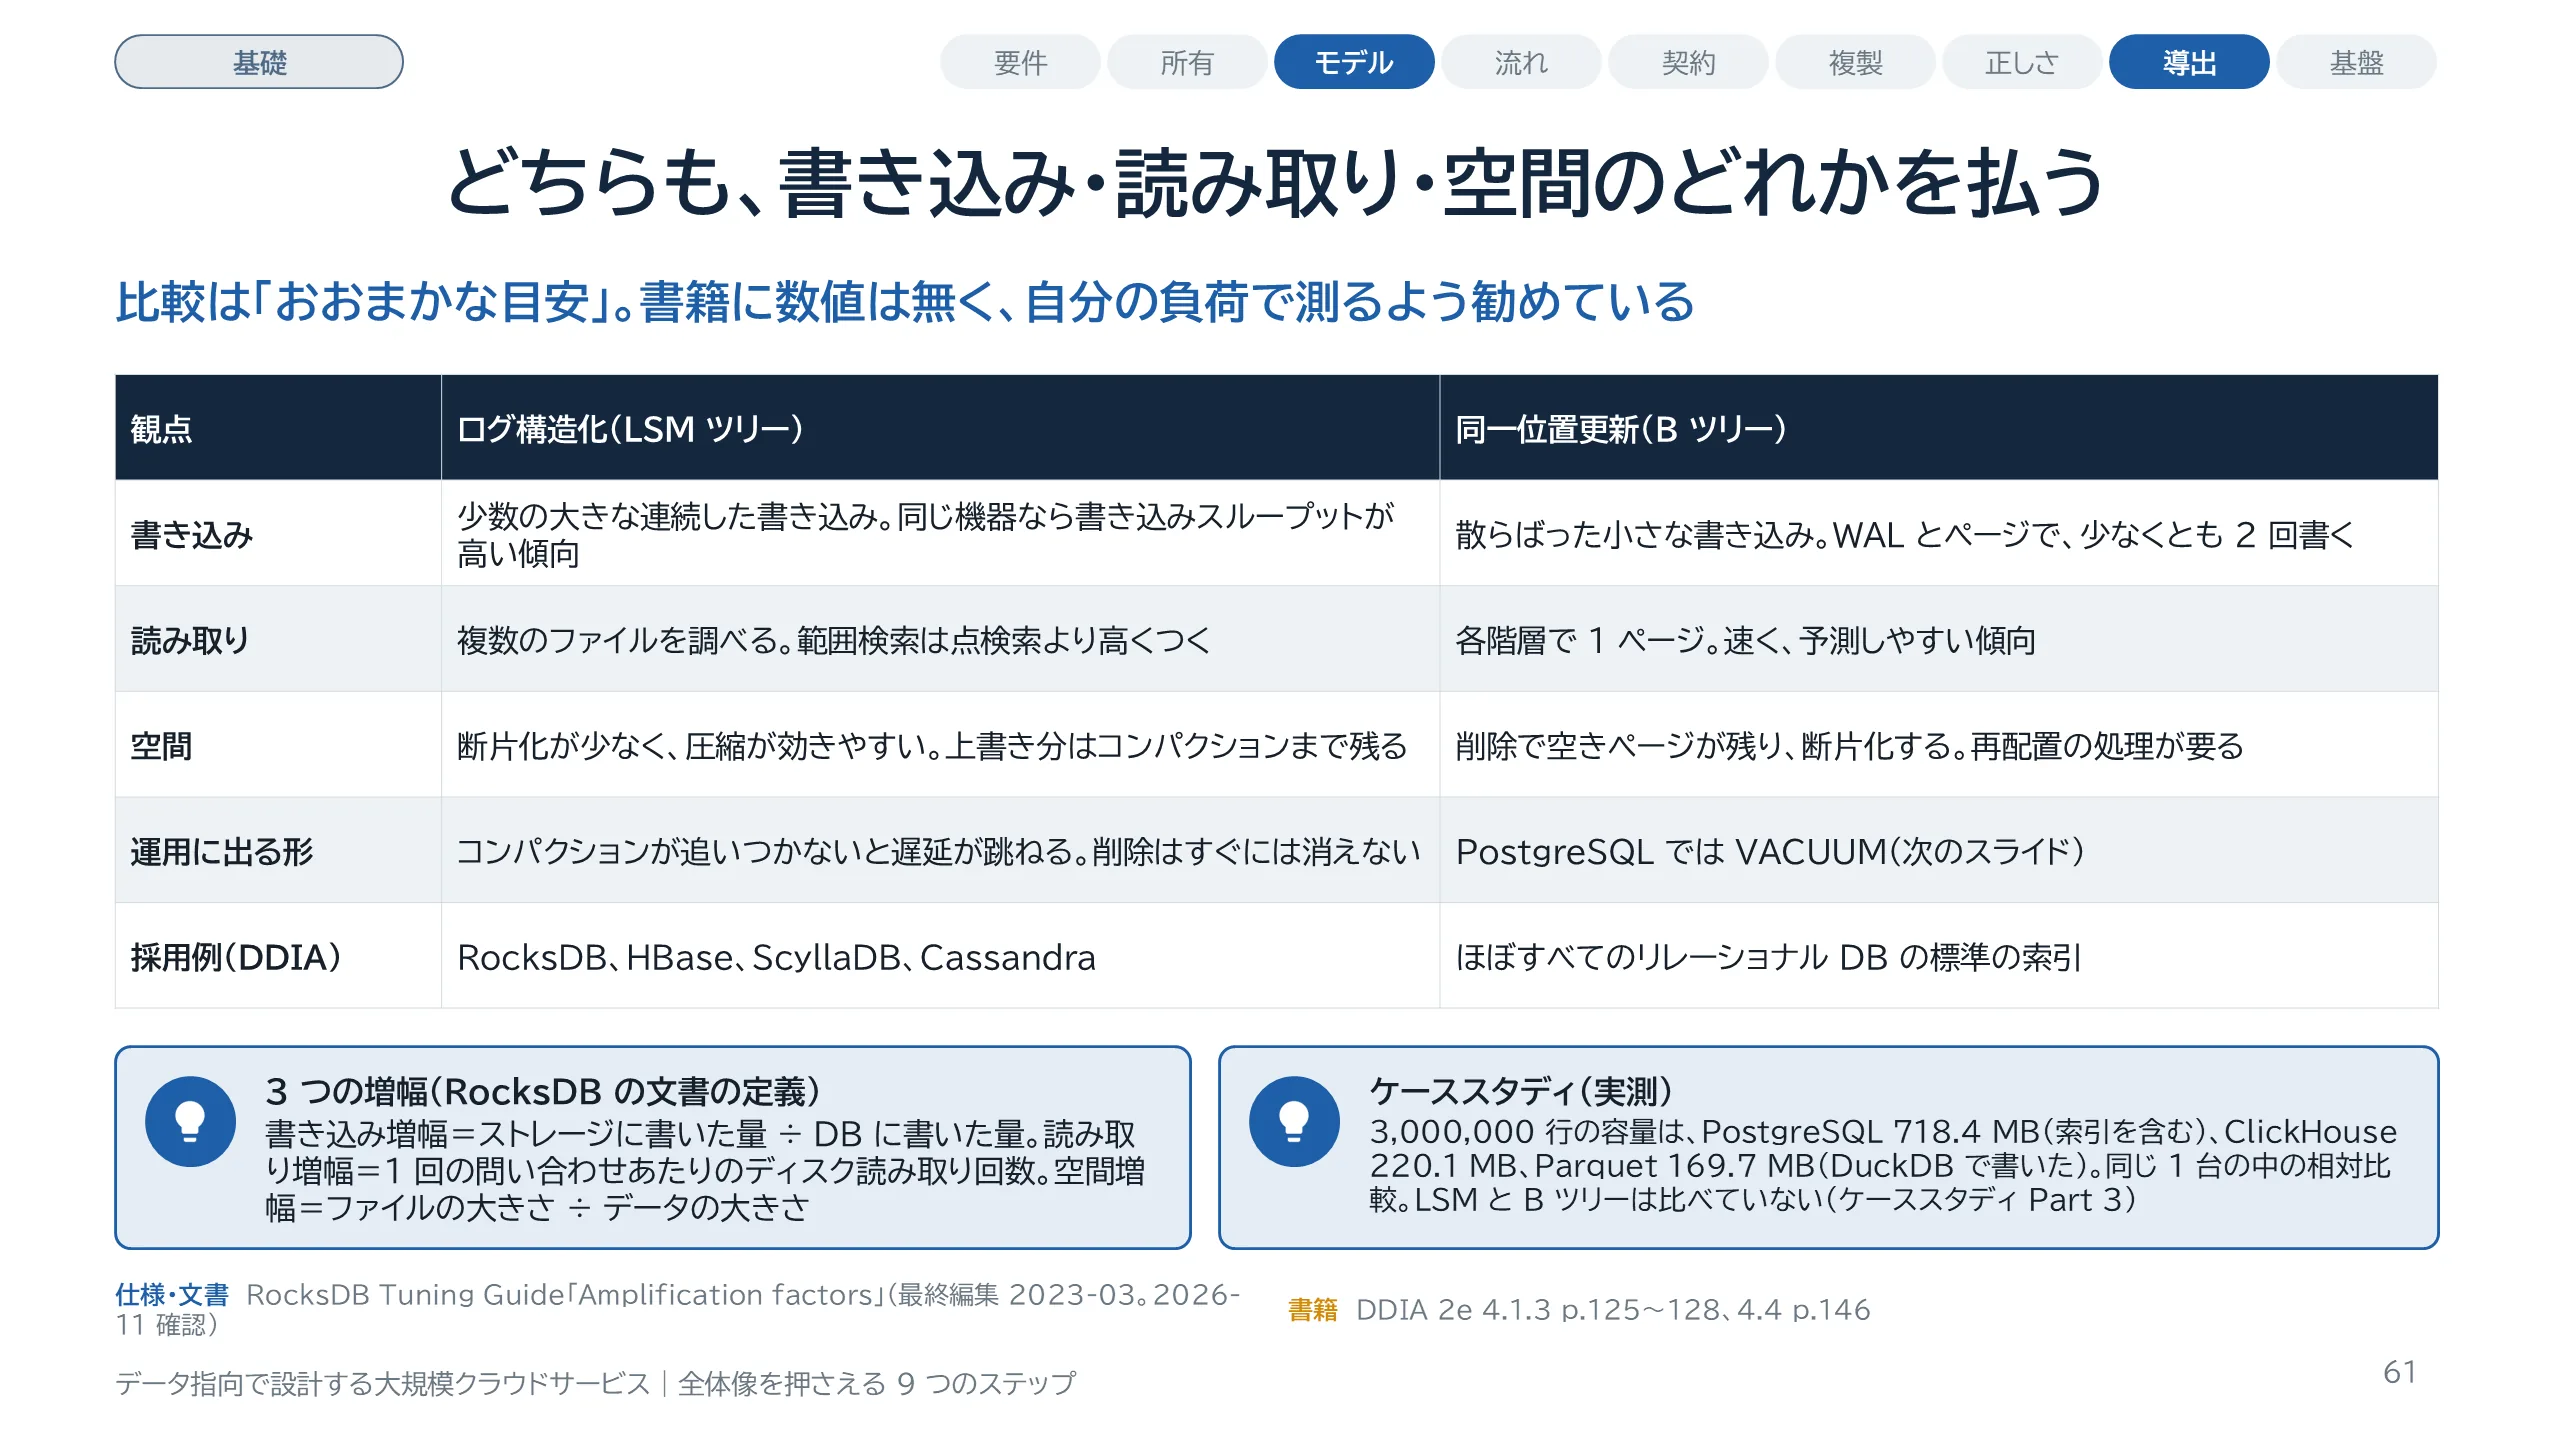 基礎
要件
所有
モデル
流れ
契約
複製
正しさ
導出
基盤
どちらも、書き込み・読み取り・空間のどれかを払う
比較は「おおまかな目安」。書籍に数値は無く、自分の負荷で測るよう勧めている
観点
ログ構造化（LSM ツリー）
同一位置更新（B ツリー）
書き込み
少数の大きな連続した書き込み。同じ機器なら書き込みスループットが
高い傾向
散らばった小さな書き込み。WAL とページで、少なくとも 2 回書く
読み取り
複数のファイルを調べる。範囲検索は点検索より高くつく
各階層で 1 ページ。速く、予測しやすい傾向
空間
断片化が少なく、圧縮が効きやすい。上書き分はコンパクションまで残る
削除で空きページが残り、断片化する。再配置の処理が要る
運用に出る形
コンパクションが追いつかないと遅延が跳ねる。削除はすぐには消えない
PostgreSQL では VACUUM（次のスライド）
採用例（DDIA）
RocksDB、HBase、ScyllaDB、Cassandra
ほぼすべてのリレーショナル DB の標準の索引
3 つの増幅（RocksDB の文書の定義）
書き込み増幅＝ストレージに書いた量 ÷ DB に書いた量。読み取
り増幅＝1 回の問い合わせあたりのディスク読み取り回数。空間増
幅＝ファイルの大きさ ÷ データの大きさ
ケーススタディ（実測）
3,000,000 行の容量は、PostgreSQL 718.4 MB（索引を含む）、ClickHouse
220.1 MB、Parquet 169.7 MB（DuckDB で書いた）。同じ 1 台の中の相対比
較。LSM と B ツリーは比べていない（ケーススタディ Part 3）
仕様・文書 RocksDB Tuning Guide「Amplification factors」（最終編集 2023-03。2026-
11 確認）
書籍 DDIA 2e 4.1.3 p.125～128、4.4 p.146
データ指向で設計する大規模クラウドサービス｜全体像を押さえる 9 つのステップ
61